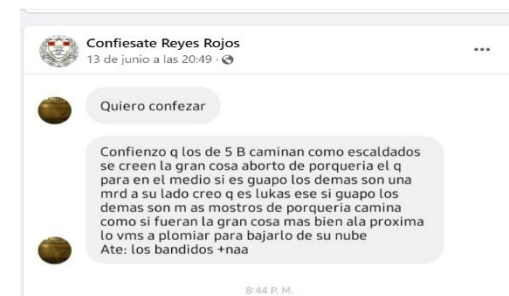 Confiesate Reyes Rojos
13 de junio a las 20:49 ·
Quiero confezar
Confienzo q los de 5 B caminan como escaldados
se creen la gran cosa aborto de porqueria el q
para en el medio si es guapo los demas son una
mrd a su lado creo q es lukas ese si guapo los
demas son m as mostros de porqueria camina
como si fueran la gran cosa mas bien ala proxima
lo vms a plomiar para bajarlo de su nube
Ate: los bandidos +naa
8:44 P. M.